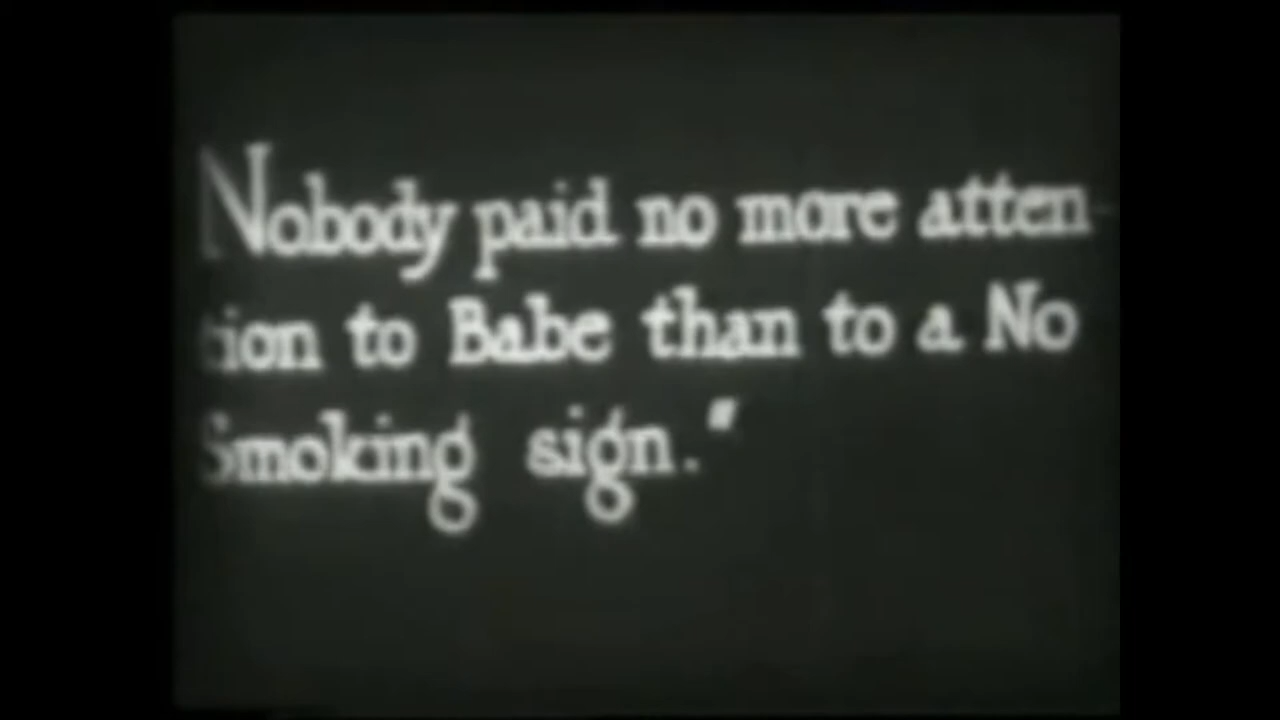 Nobody paid no more atten-
tion to Babe than to a No
Smoking sign."